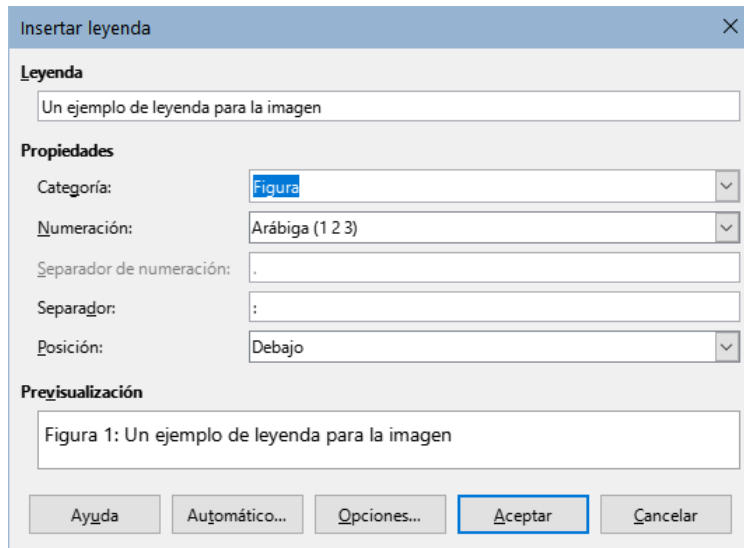 Insertar leyenda
Leyenda
Un ejemplo de leyenda para la imagen
Propiedades
Categoría: Figura
Numeración: Arábiga (1 2 3)
Separador de numeración: .
Separador: :
Posición: Debajo
Previsualización
Figura 1: Un ejemplo de leyenda para la imagen
Ayuda Automático... Opciones... Aceptar Cancelar